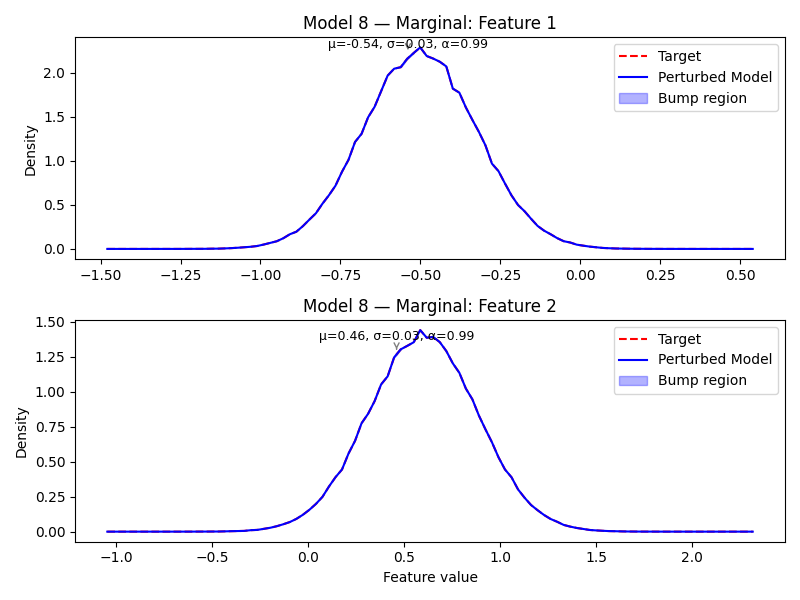 Model 8 — Marginal: Feature 1
μ=-0.54, σ=0.03, α=0.99
Target
Perturbed Model
Bump region
Density
2.0
1.5
1.0
0.5
0.0
−1.50 −1.25 −1.00 −0.75 −0.50 −0.25 0.00 0.25 0.50
Model 8 — Marginal: Feature 2
μ=0.46, σ=0.03, α=0.99
Target
Perturbed Model
Bump region
Density
1.50
1.25
1.00
0.75
0.50
0.25
0.00
−1.0 −0.5 0.0 0.5 1.0 1.5 2.0
Feature value